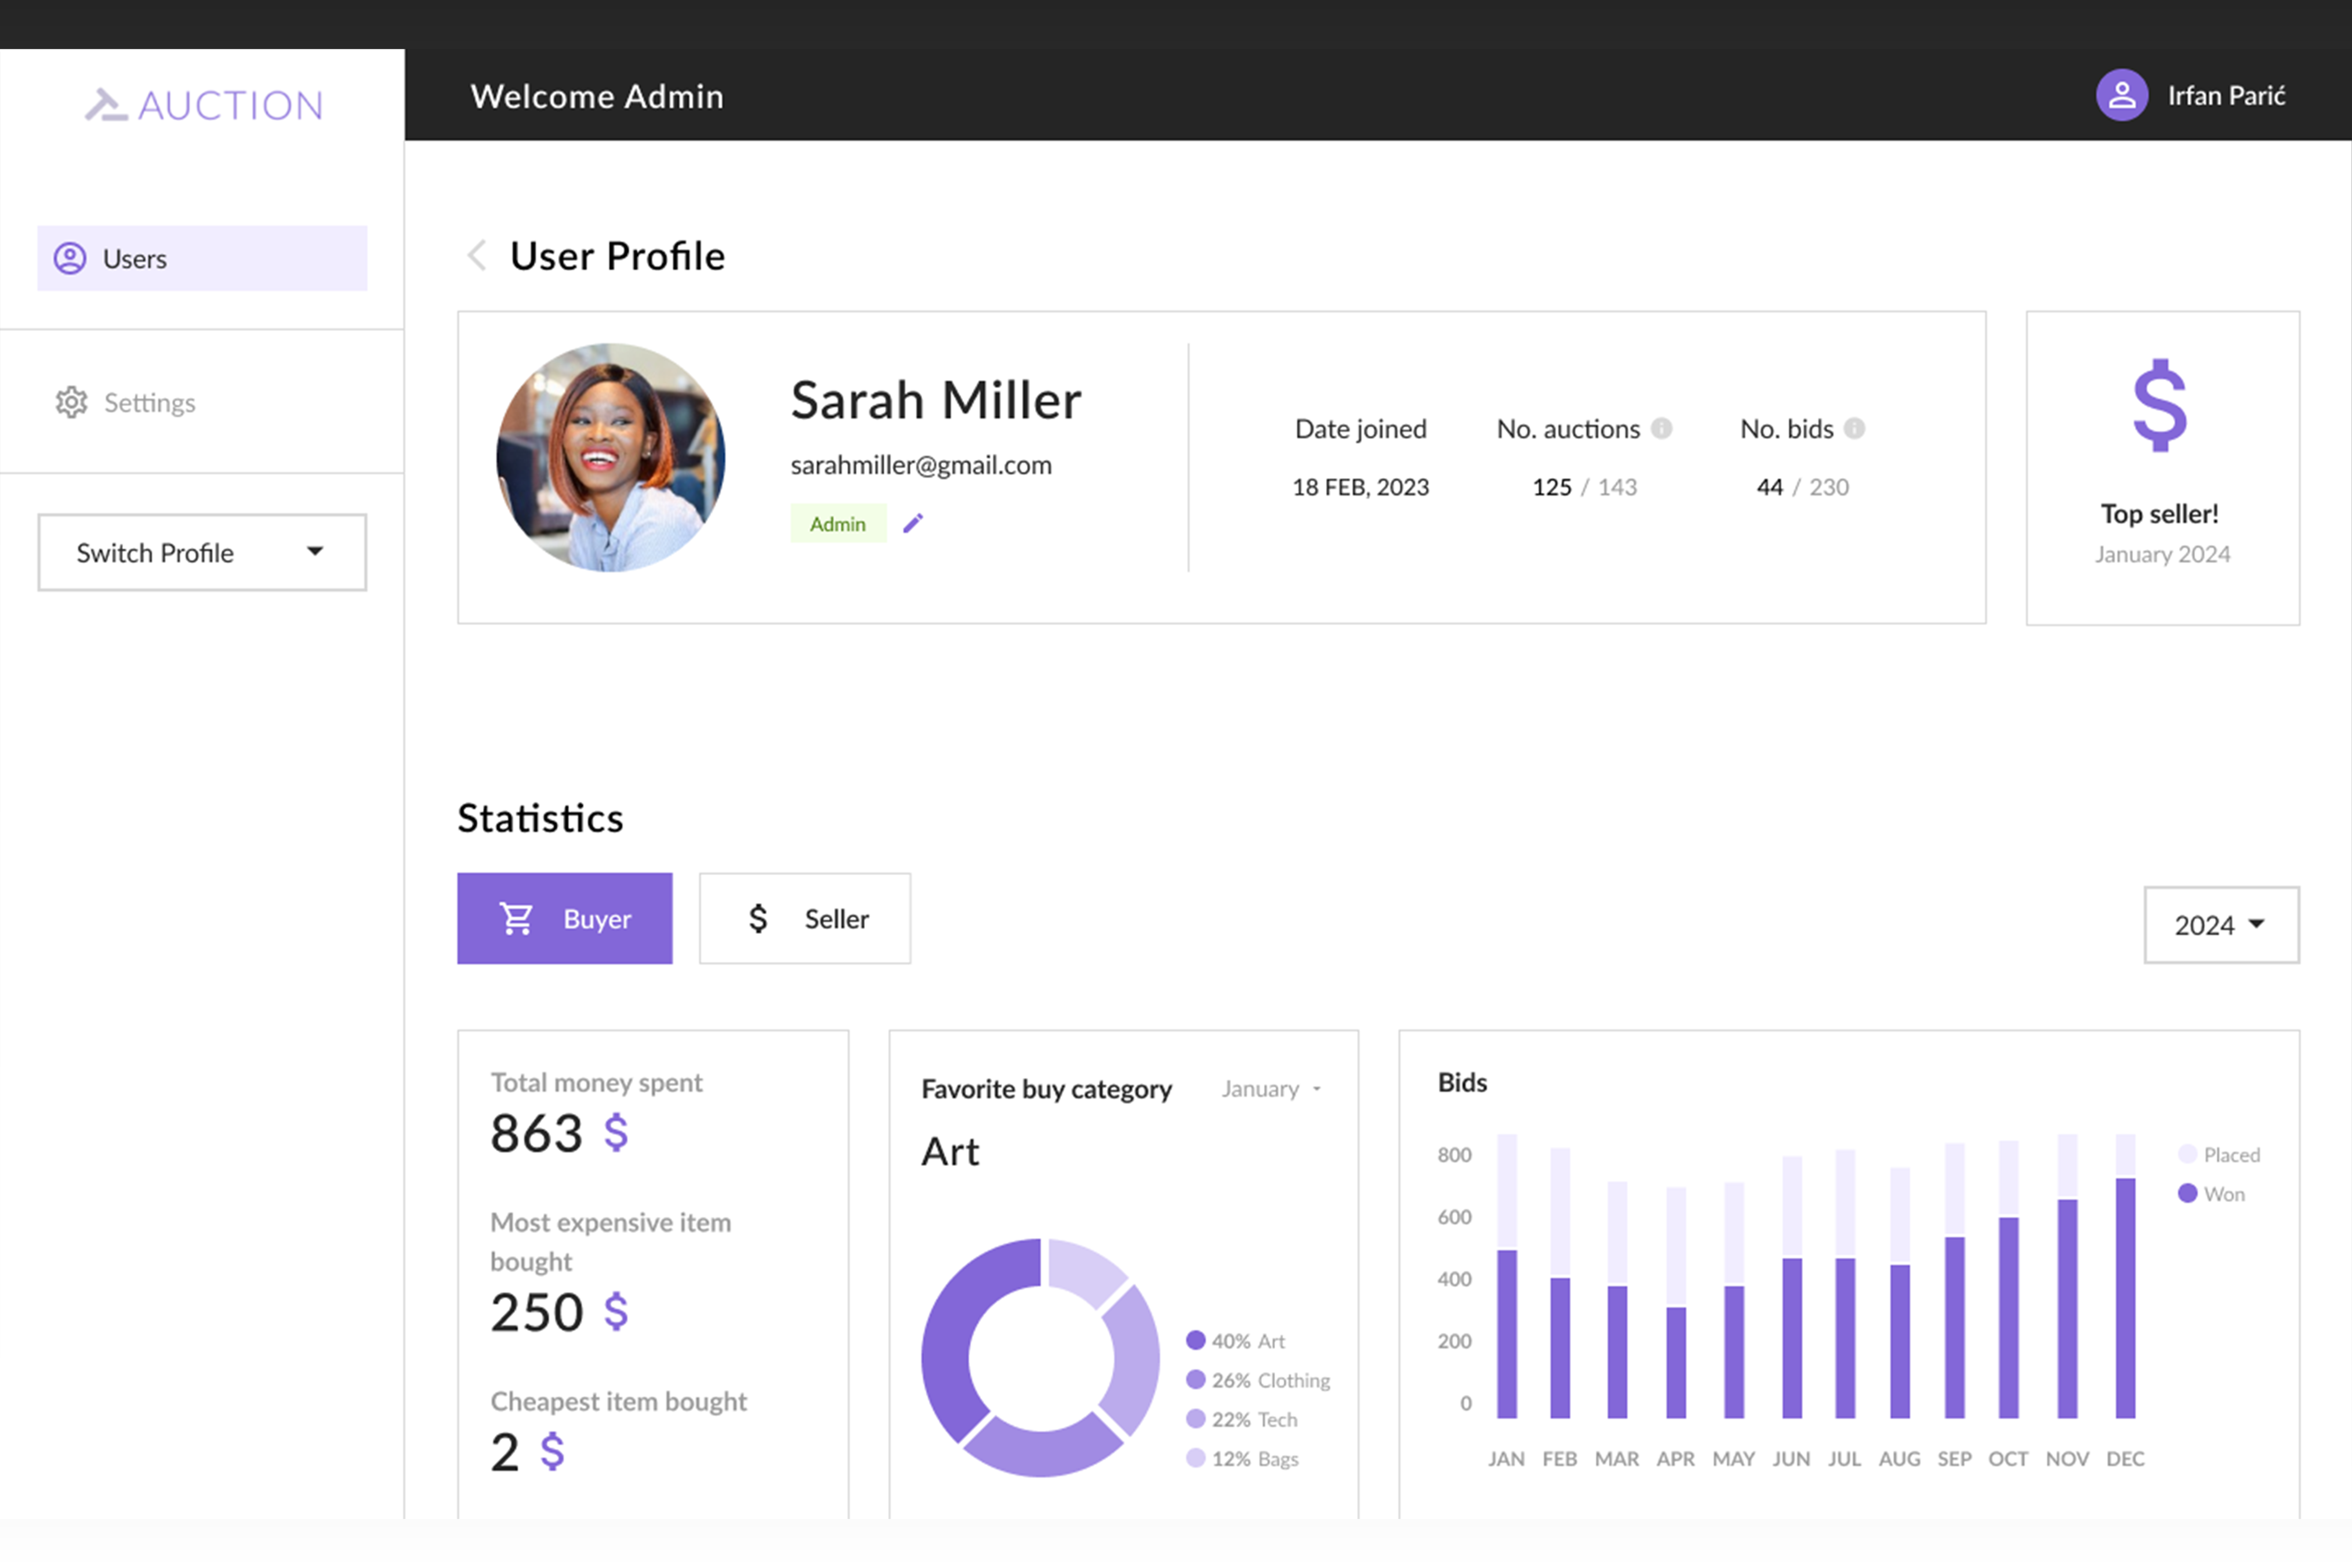 AUCTION
Welcome Admin
Irfan Parić
Users
Settings
Switch Profile
User Profile
Sarah Miller
sarahmiller@gmail.com
Admin
Date joined
18 FEB, 2023
No. auctions
125 / 143
No. bids
44 / 230
$
Top seller!
January 2024
Statistics
Buyer
$ Seller
2024
Total money spent
863 $
Most expensive item
bought
250 $
Cheapest item bought
2 $
Favorite buy category
January
Art
40% Art
26% Clothing
22% Tech
12% Bags
Bids
800
600
400
200
0
JAN FEB MAR APR MAY JUN JUL AUG SEP OCT NOV DEC
Placed
Won